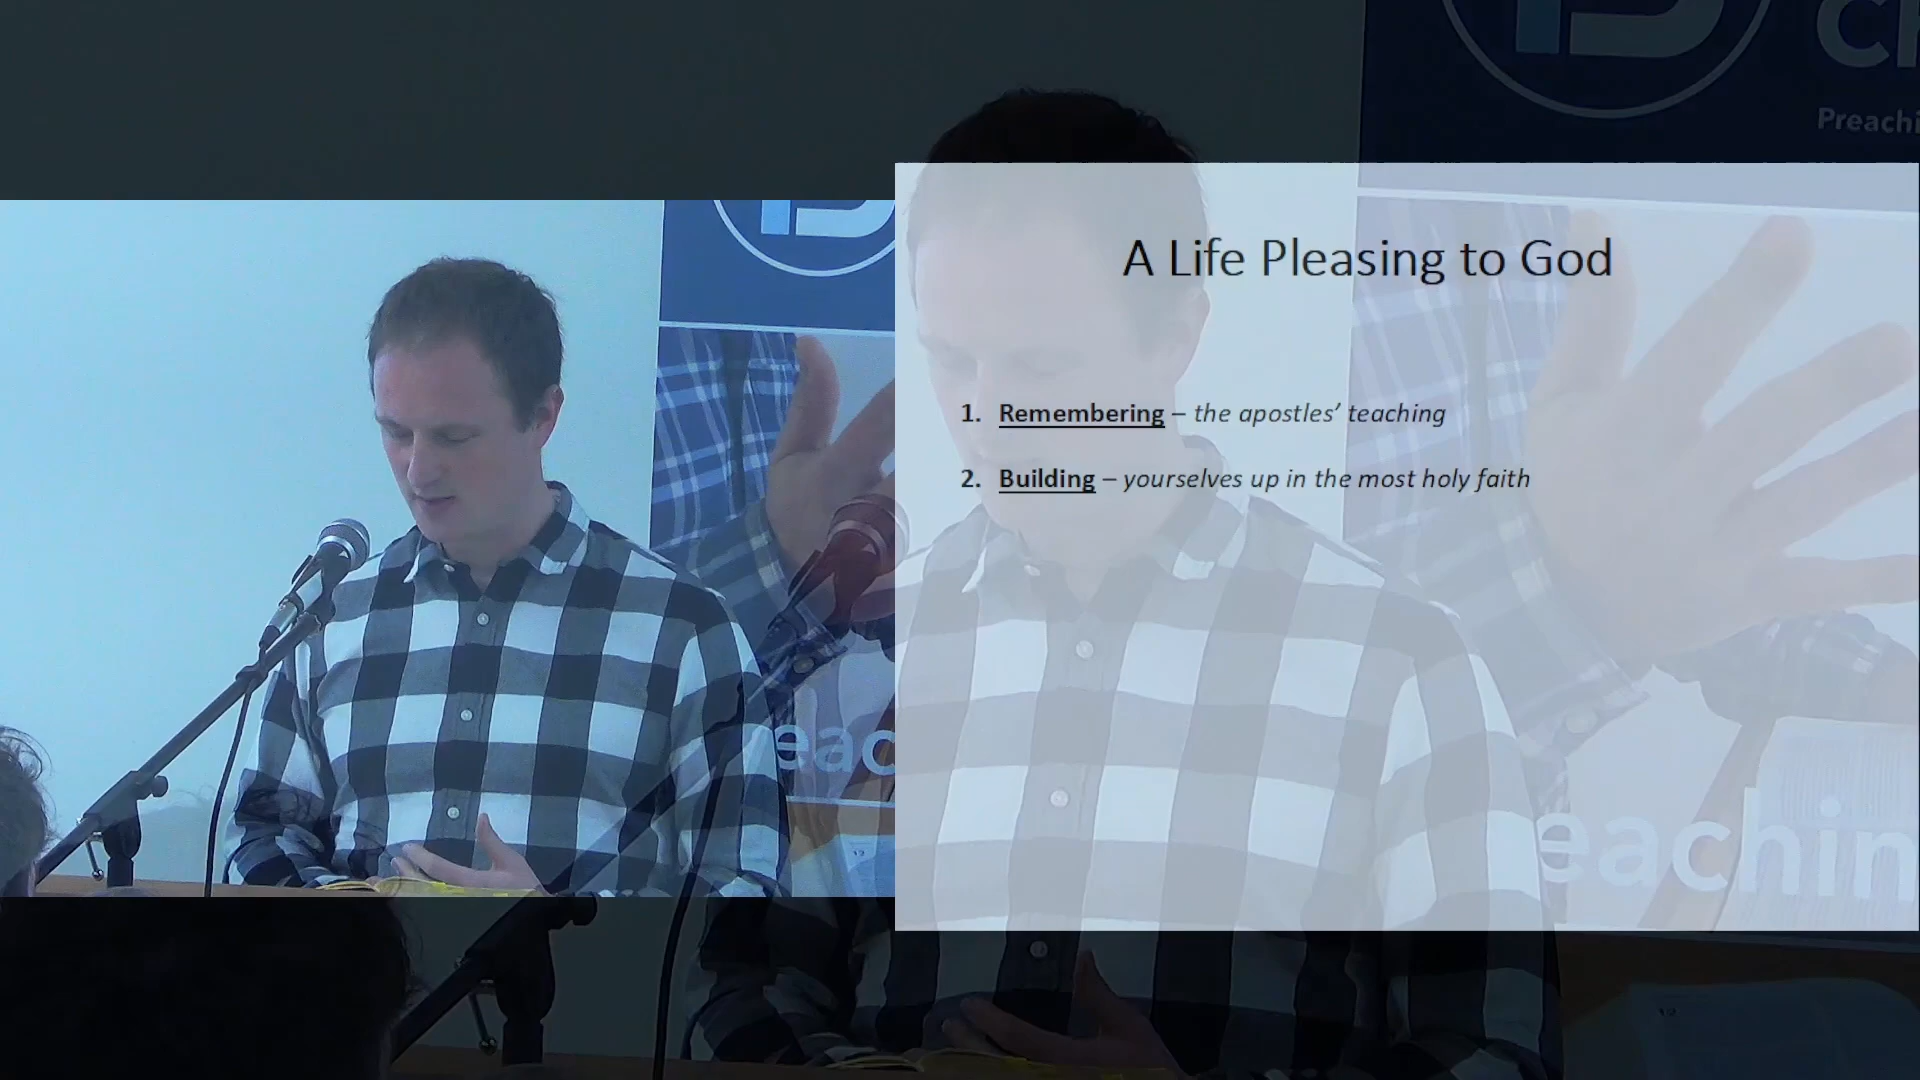 Preachi
A Life Pleasing to God
1. Remembering – the apostles’ teaching
2. Building – yourselves up in the most holy faith
eac
eachin